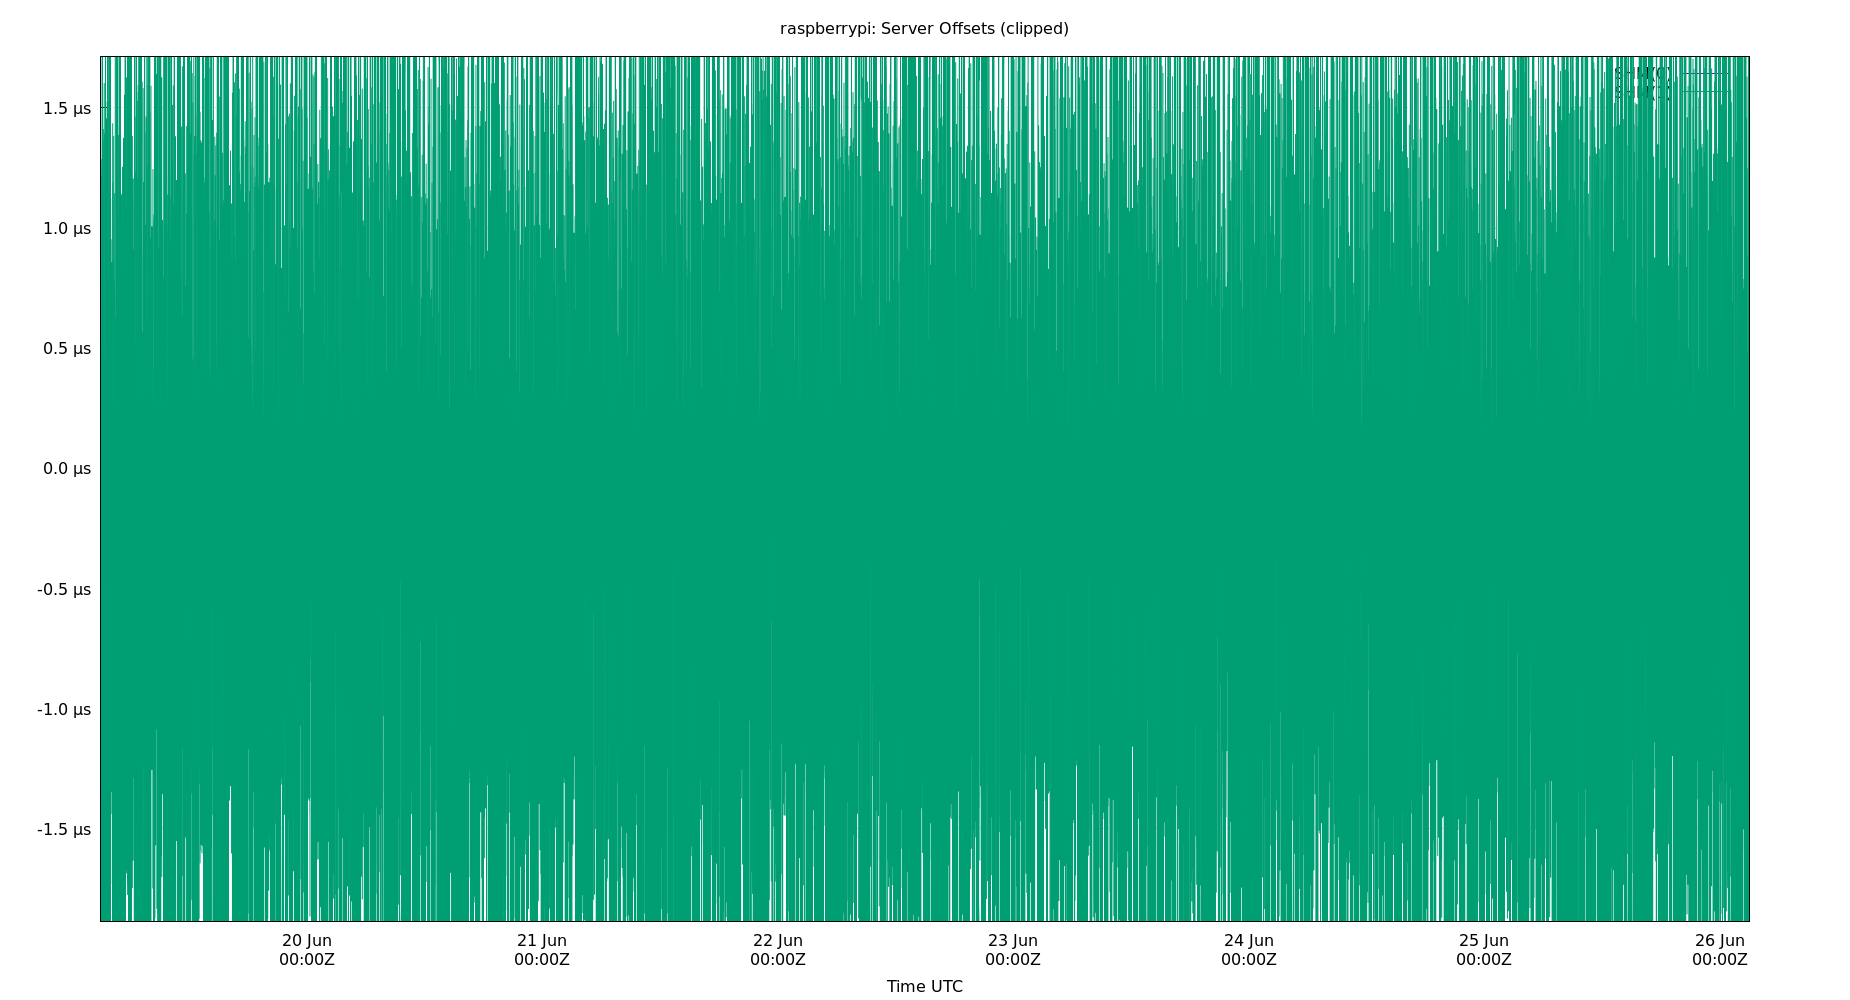 raspberrypi: Server Offsets (clipped)
1.5 µs
1.0 µs
0.5 µs
0.0 µs
-0.5 µs
-1.0 µs
-1.5 µs
20 Jun 21 Jun 22 Jun 23 Jun 24 Jun 25 Jun 26 Jun
00:00Z 00:00Z 00:00Z 00:00Z 00:00Z 00:00Z 00:00Z
Time UTC